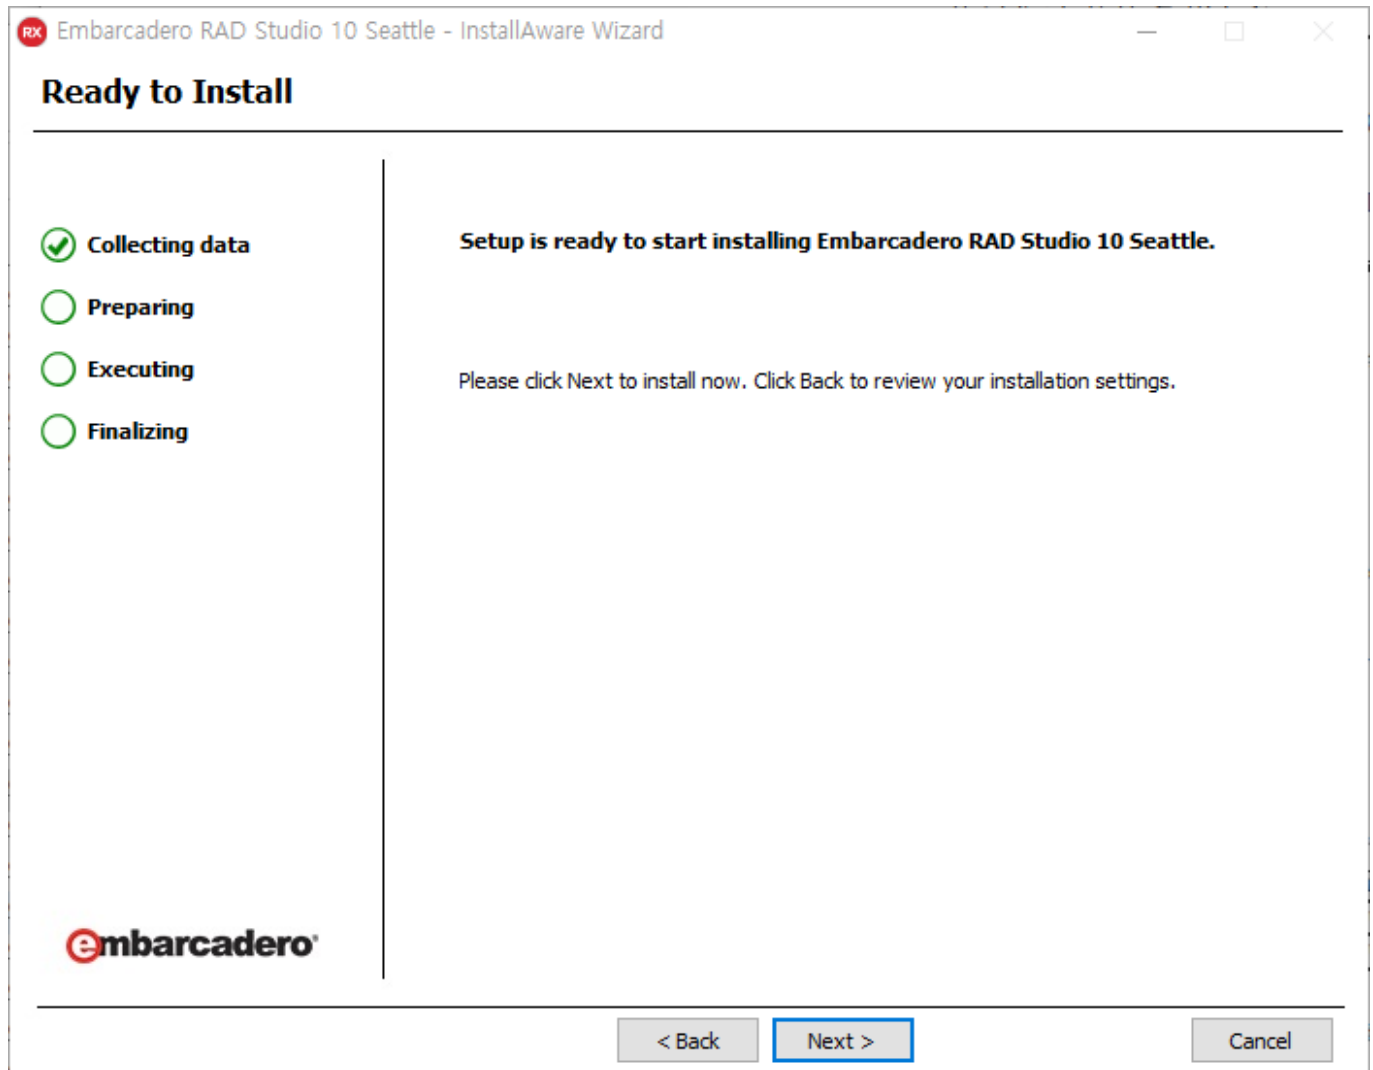 RX Embarcadero RAD Studio 10 Seattle - InstallAware Wizard
Ready to Install
Collecting data
Preparing
Executing
Finalizing
Setup is ready to start installing Embarcadero RAD Studio 10 Seattle.
Please click Next to install now. Click Back to review your installation settings.
embarcadero
< Back
Next >
Cancel